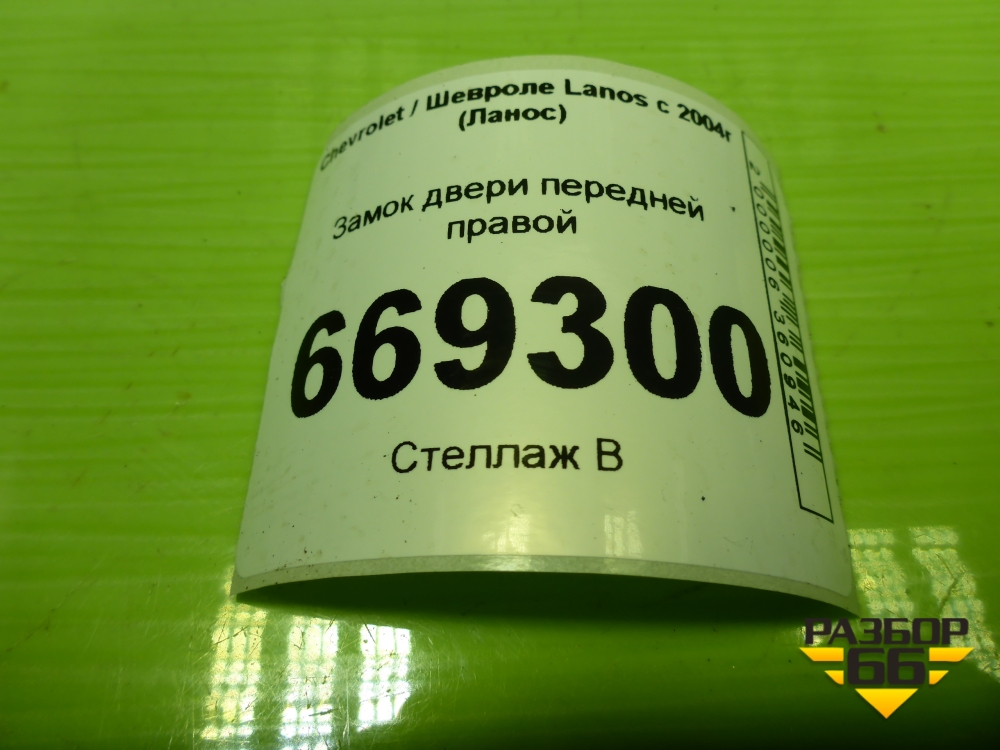 Chevrolet / Шевроле Lanos с 2004г
(Ланос)
Замок двери передней
правой
669300
Стеллаж В
2000006360946
РАЗБОР
66